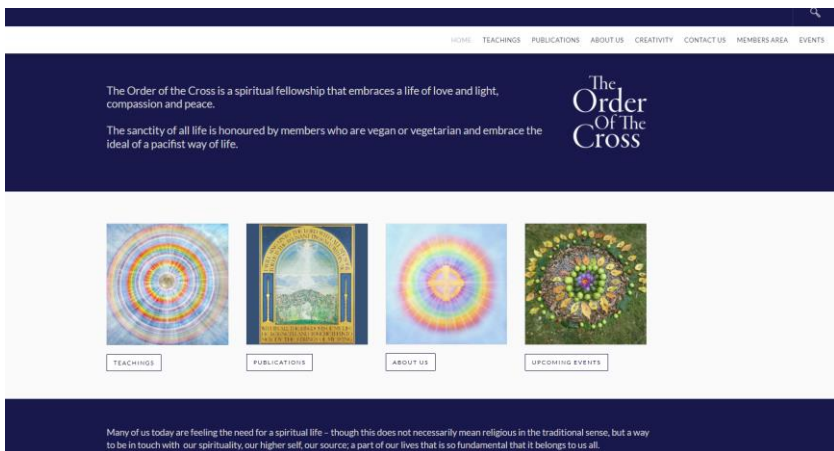 HOME TEACHINGS PUBLICATIONS ABOUT US CREATIVITY CONTACT US MEMBERS AREA EVENTS
The Order of the Cross is a spiritual fellowship that embraces a life of love and light,
compassion and peace.
The sanctity of all life is honoured by members who are vegan or vegetarian and embrace the
ideal of a pacifist way of life.
The
Order
Of The
Cross
TEACHINGS
PUBLICATIONS
ABOUT US
UPCOMING EVENTS
Many of us today are feeling the need for a spiritual life – though this does not necessarily mean religious in the traditional sense, but a way
to be in touch with our spirituality, our higher self, our source; a part of our lives that is so fundamental that it belongs to us all.